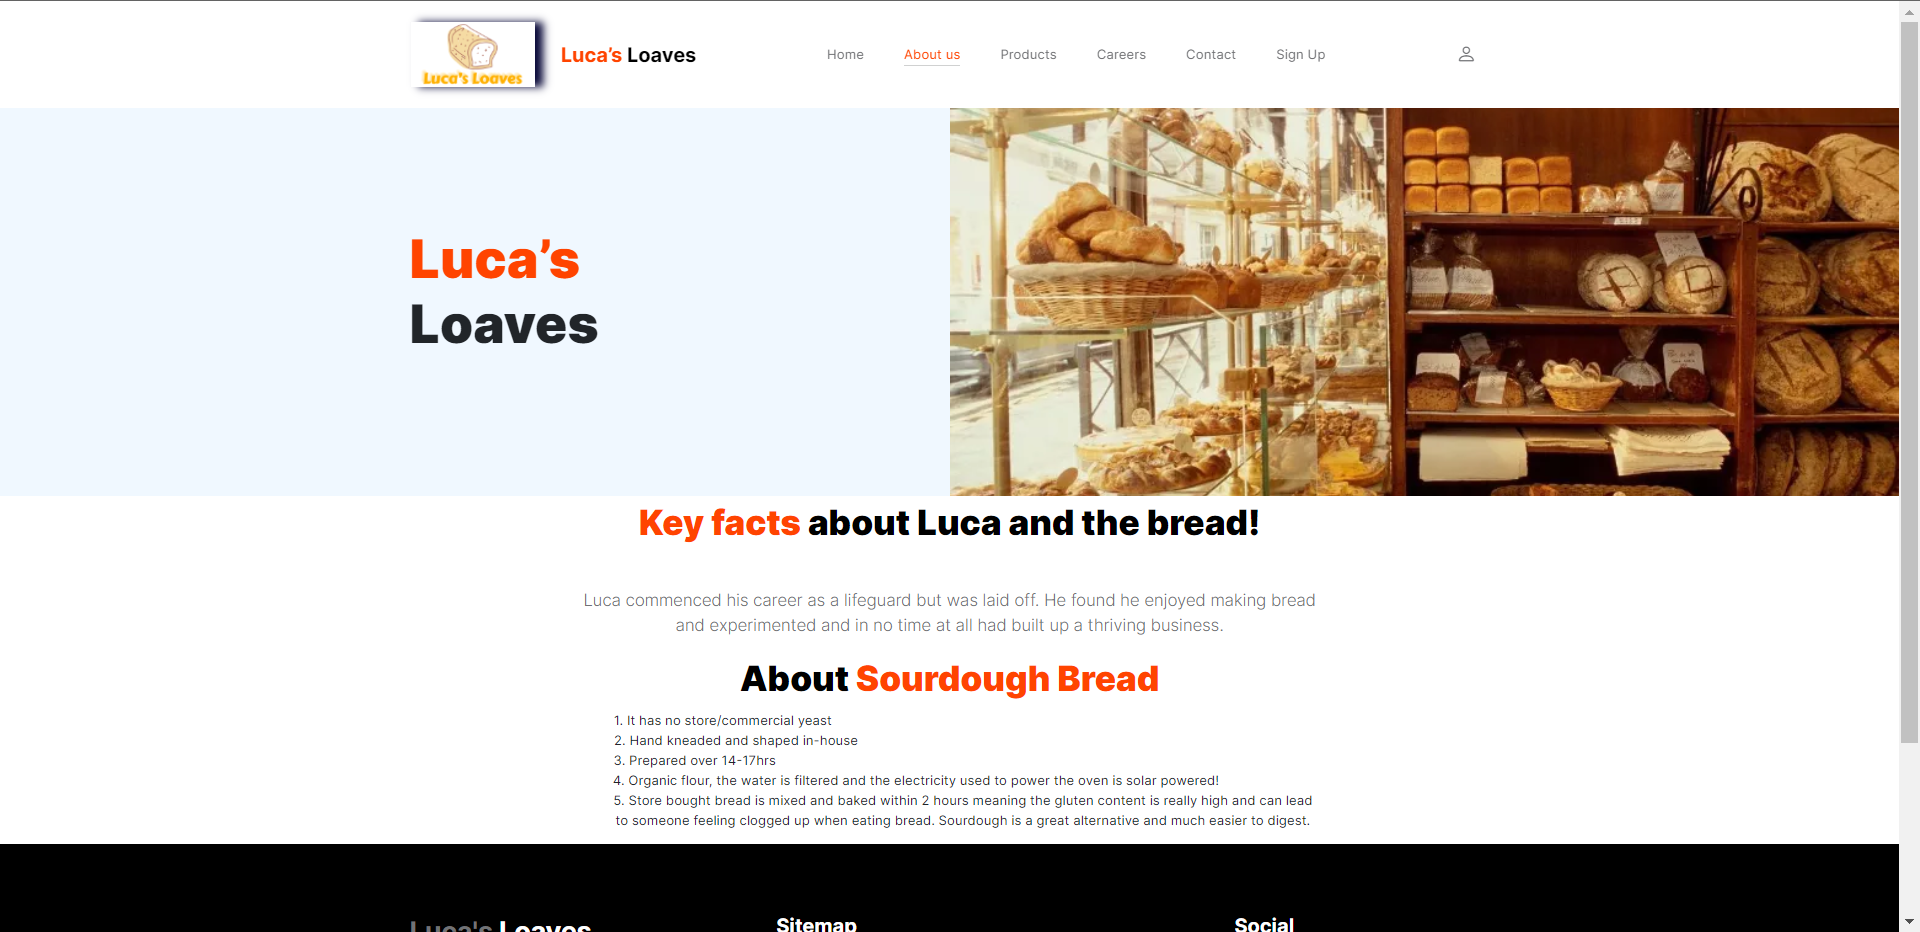 Luca's Loaves
Luca’s Loaves
Home
About us
Products
Careers
Contact
Sign Up
Luca’s
Loaves
Key facts about Luca and the bread!
Luca commenced his career as a lifeguard but was laid off. He found he enjoyed making bread
and experimented and in no time at all had built up a thriving business.
About Sourdough Bread
1. It has no store/commercial yeast
2. Hand kneaded and shaped in-house
3. Prepared over 14-17hrs
4. Organic flour, the water is filtered and the electricity used to power the oven is solar powered!
5. Store bought bread is mixed and baked within 2 hours meaning the gluten content is really high and can lead
to someone feeling clogged up when eating bread. Sourdough is a great alternative and much easier to digest.
Luca's Loaves
Sitemap
Social